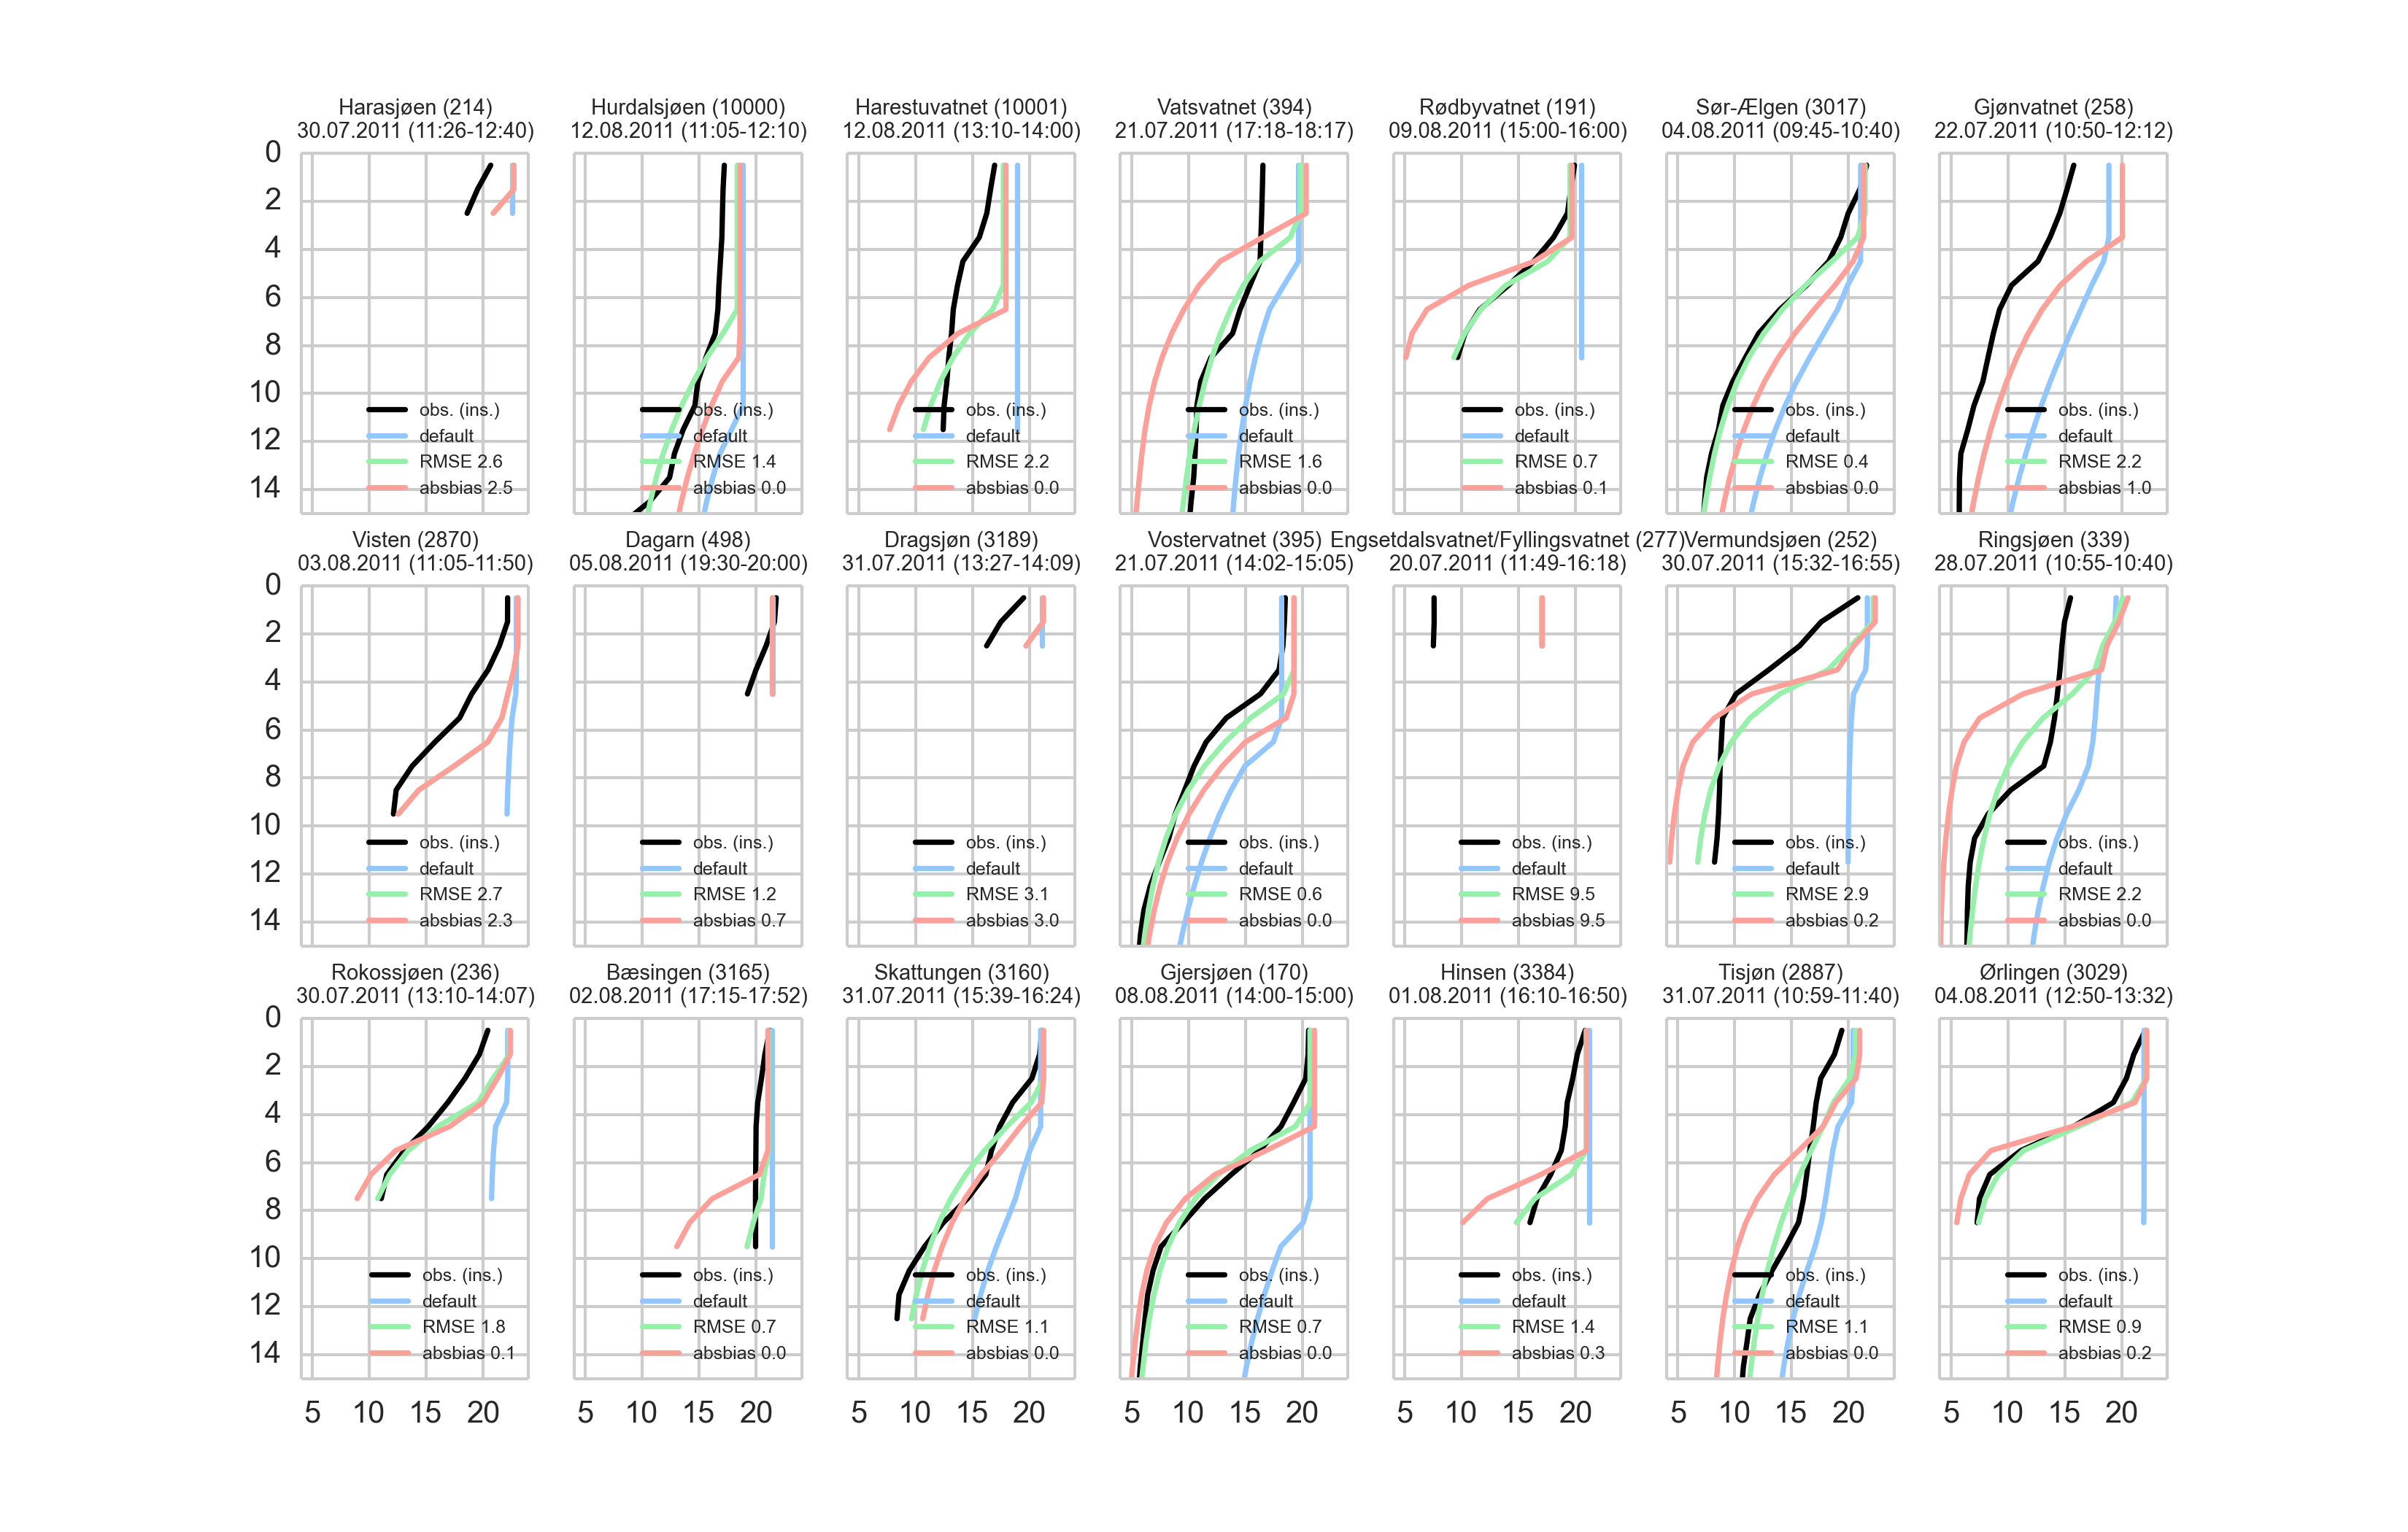 Harasjøen (214)
30.07.2011 (11:26-12:40)
Hurdalsjøen (10000)
12.08.2011 (11:05-12:10)
Harestuvatnet (10001)
12.08.2011 (13:10-14:00)
Vatsvatnet (394)
21.07.2011 (17:18-18:17)
Rødbyvatnet (191)
09.08.2011 (15:00-16:00)
Sør-Ælgen (3017)
04.08.2011 (09:45-10:40)
Gjønvatnet (258)
22.07.2011 (10:50-12:12)
0
2
4
6
8
10
12
14
obs. (ins.)
default
RMSE 2.6
absbias 2.5
obs. (ins.)
default
RMSE 1.4
absbias 0.0
obs. (ins.)
default
RMSE 2.2
absbias 0.0
obs. (ins.)
default
RMSE 1.6
absbias 0.0
obs. (ins.)
default
RMSE 0.7
absbias 0.1
obs. (ins.)
default
RMSE 0.4
absbias 0.0
obs. (ins.)
default
RMSE 2.2
absbias 1.0
Visten (2870)
03.08.2011 (11:05-11:50)
Dagarn (498)
05.08.2011 (19:30-20:00)
Dragsjøn (3189)
31.07.2011 (13:27-14:09)
Vostervatnet (395)
21.07.2011 (14:02-15:05)
Engsetdalsvatnet/Fyllingsvatnet (277)
20.07.2011 (11:49-16:18)
Vermundsjøen (252)
30.07.2011 (15:32-16:55)
Ringsjøen (339)
28.07.2011 (10:55-10:40)
0
2
4
6
8
10
12
14
obs. (ins.)
default
RMSE 2.7
absbias 2.3
obs. (ins.)
default
RMSE 1.2
absbias 0.7
obs. (ins.)
default
RMSE 3.1
absbias 3.0
obs. (ins.)
default
RMSE 0.6
absbias 0.0
obs. (ins.)
default
RMSE 9.5
absbias 9.5
obs. (ins.)
default
RMSE 2.9
absbias 0.2
obs. (ins.)
default
RMSE 2.2
absbias 0.0
Rokossjøen (236)
30.07.2011 (13:10-14:07)
Bæsingen (3165)
02.08.2011 (17:15-17:52)
Skattungen (3160)
31.07.2011 (15:39-16:24)
Gjersjøen (170)
08.08.2011 (14:00-15:00)
Hinsen (3384)
01.08.2011 (16:10-16:50)
Tisjøn (2887)
31.07.2011 (10:59-11:40)
Ørlingen (3029)
04.08.2011 (12:50-13:32)
0
2
4
6
8
10
12
14
obs. (ins.)
default
RMSE 1.8
absbias 0.1
obs. (ins.)
default
RMSE 0.7
absbias 0.0
obs. (ins.)
default
RMSE 1.1
absbias 0.0
obs. (ins.)
default
RMSE 0.7
absbias 0.0
obs. (ins.)
default
RMSE 1.4
absbias 0.3
obs. (ins.)
default
RMSE 1.1
absbias 0.0
obs. (ins.)
default
RMSE 0.9
absbias 0.2
5 10 15 20
5 10 15 20
5 10 15 20
5 10 15 20
5 10 15 20
5 10 15 20
5 10 15 20